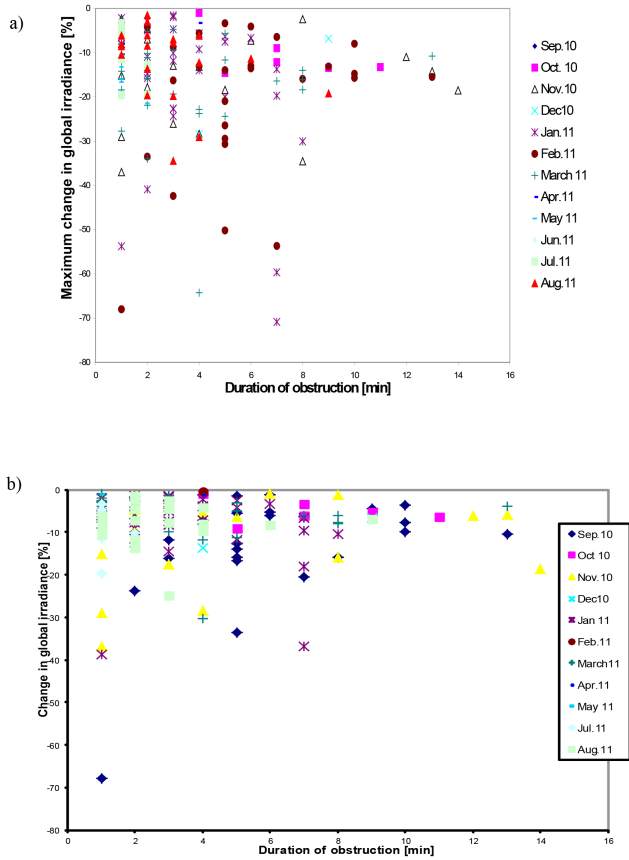 a)
Maximum change in global irradiance [%]
0
-10
-20
-30
-40
-50
-60
-70
-80
0 2 4 6 8 10 12 14 16
Duration of obstruction [min]
Sep.10
Oct. 10
Nov.10
Dec10
Jan.11
Feb.11
March 11
Apr.11
May 11
Jun.11
Jul.11
Aug.11
b)
Change in global irradiance [%]
0
-10
-20
-30
-40
-50
-60
-70
-80
0 2 4 6 8 10 12 14 16
Duration of obstruction [min]
Sep.10
Oct 10
Nov.10
Dec10
Jan 11
Feb.11
March11
Apr.11
May 11
Jul.11
Aug.11